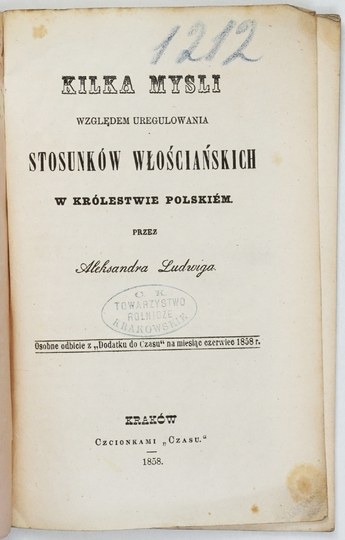 1212
KILKA MYSLI
WZGLĘDEM UREGULOWANIA
STOSUNKÓW WŁOŚCIAŃSKICH
W KRÓLESTWIE POLSKIÉM.
PRZEZ
Aleksandra Ludwiga.
C. K.
TOWARZYSTWO
ROLNICZE
KRAKOWSKIE
Osobne odbicie z „Dodatku do Czasu" na miesiąc czerwiec 1858 r.
KRAKÓW
CZCIONKAMI „CZASU."
1858.